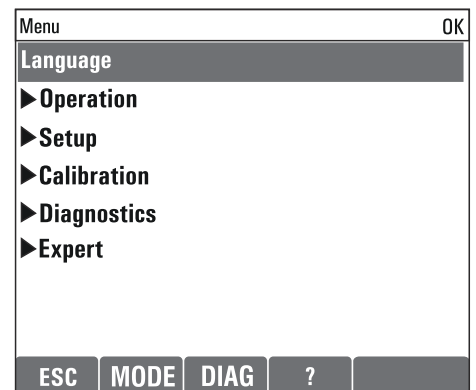 Menu OK
Language
▶Operation
▶Setup
▶Calibration
▶Diagnostics
▶Expert
ESC MODE DIAG ?